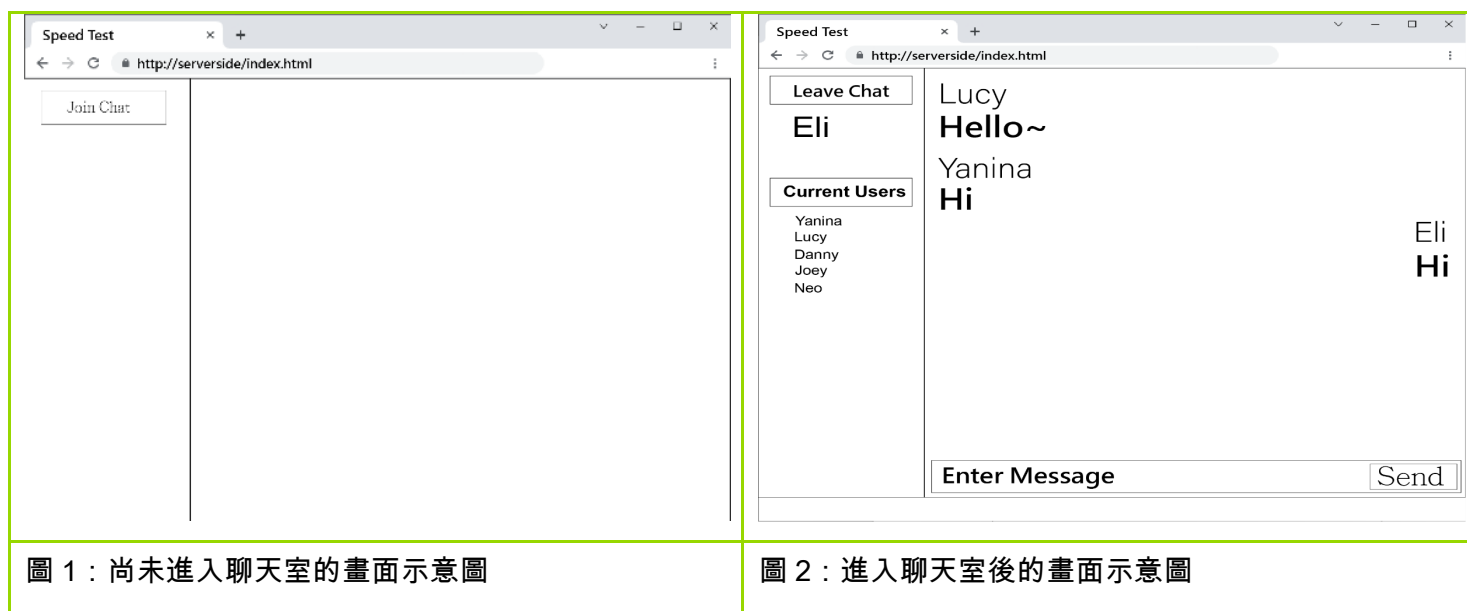 Speed Test
http://serverside/index.html
Join Chat
圖 1：尚未進入聊天室的畫面示意圖
Speed Test
http://serverside/index.html
Leave Chat
Eli
Current Users
Yanina
Lucy
Danny
Joey
Neo
Lucy
Hello~
Yanina
Hi
Eli
Hi
Enter Message
Send
圖 2：進入聊天室後的畫面示意圖